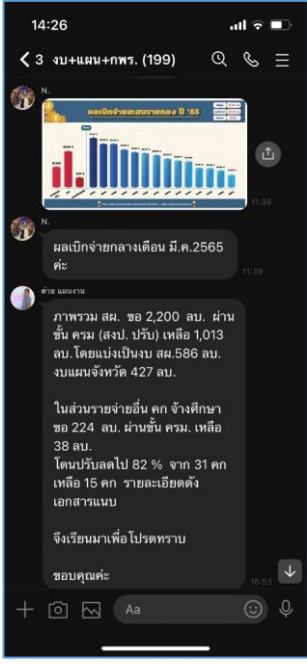 14:26
3 งบ+แผน+กพร. (199)
N.
ผลเบิกจ่ายสะสมรายกอง ปี '65
11:38
N.
ผลเบิกจ่ายกลางเดือน มี.ค.2565
ค่ะ
11:39
ต่าย แผนงาน
ภาพรวม สผ. ขอ 2,200 ลบ. ผ่าน
ชั้น ครม (สงป. ปรับ) เหลือ 1,013
ลบ.โดยแบ่งเป็นงบ สผ.586 ลบ.
งบแผนจังหวัด 427 ลบ.
ในส่วนรายจ่ายอื่น คก จ้างศึกษา
ขอ 224 ลบ. ผ่านชั้น ครม. เหลือ
38 ลบ.
โดนปรับลดไป 82 % จาก 31 คก
เหลือ 15 คก รายละเอียดดัง
เอกสารแนบ
จึงเรียนมาเพื่อโปรดทราบ
ขอบคุณค่ะ
16:53
Aa